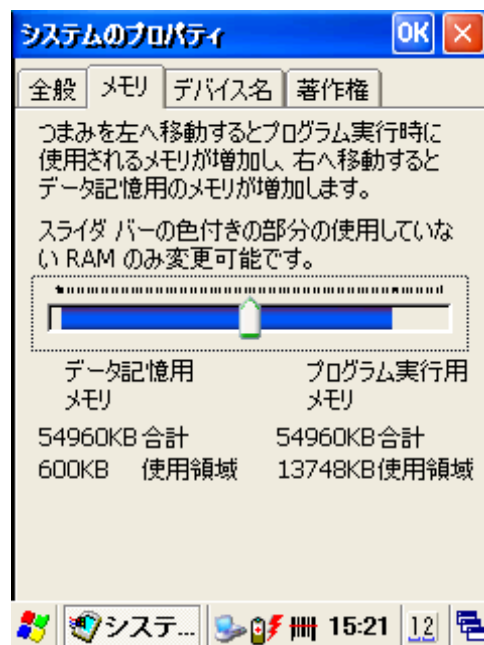 システムのプロパティ OK
全般 メモリ デバイス名 著作権
つまみを左へ移動するとプログラム実行時に
使用されるメモリが増加し、右へ移動すると
データ記憶用のメモリが増加します。
スライダ バーの色付きの部分の使用していな
い RAM のみ変更可能です。
データ記憶用 プログラム実行用
メモリ メモリ
54960KB 合計 54960KB 合計
600KB 使用領域 13748KB 使用領域
システ... 15:21 12